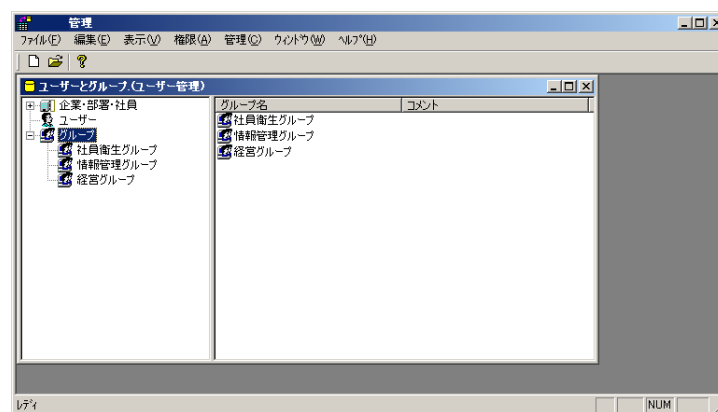 管理
ﾌｧｲﾙ(F) 編集(E) 表示(V) 権限(A) 管理(C) ｳｨﾝﾄﾞｳ(W) ﾍﾙﾌﾟ(H)
ユーザーとグループ.(ユーザー管理)
企業･部署･社員
ユーザー
グループ
社員衛生グループ
情報管理グループ
経営グループ
グループ名 コメント
社員衛生グループ
情報管理グループ
経営グループ
ﾚﾃﾞｨ NUM